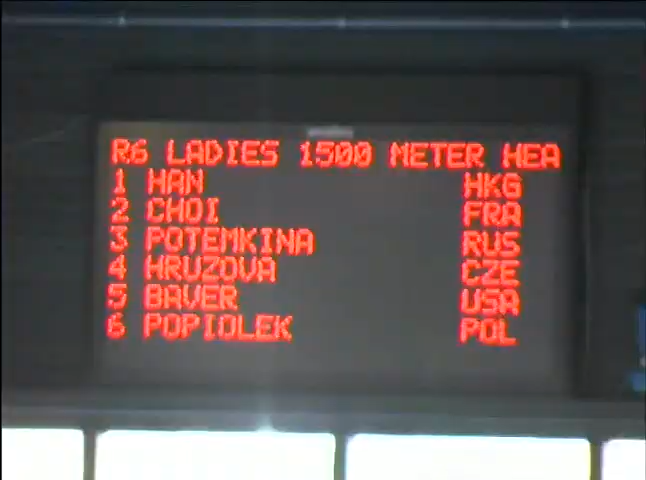 R6 LADIES 1500 METER HEA
1 HAN HKG
2 CHOI FRA
3 POTEMKINA RUS
4 HRUZOVA CZE
5 BAVER USA
6 POPIOLEK POL